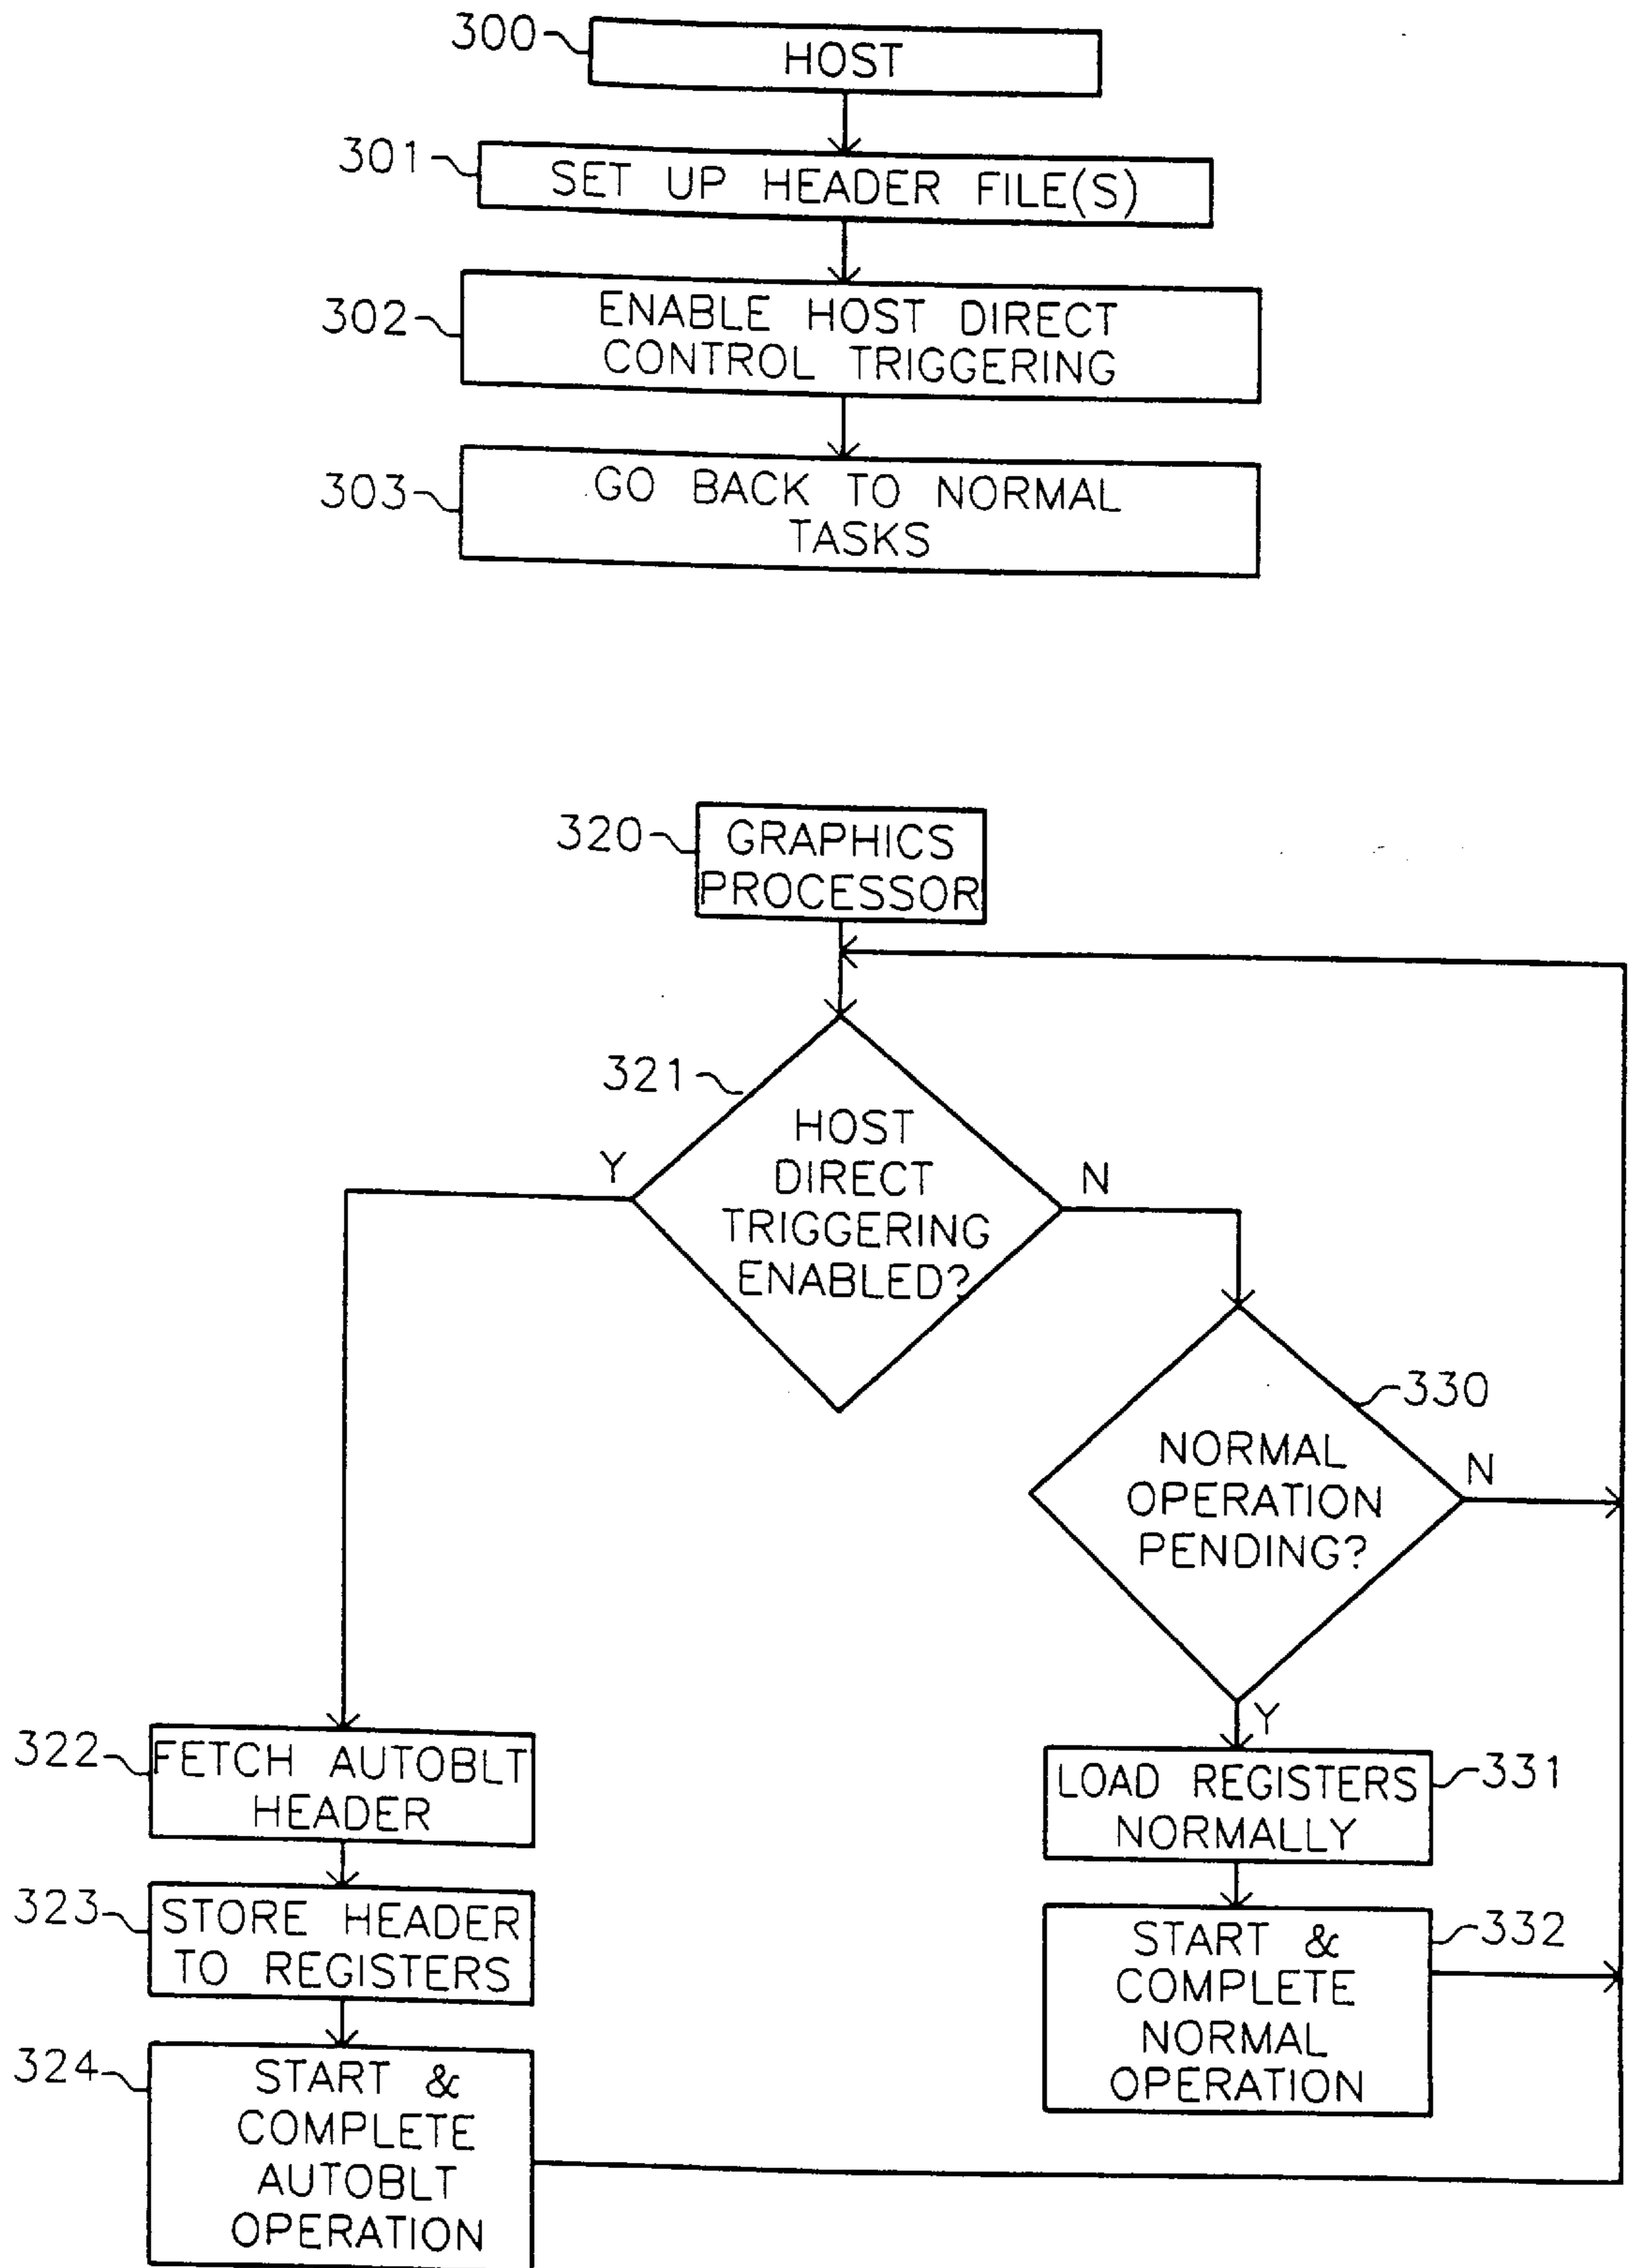 300
HOST
301
SET UP HEADER FILE(S)
302
ENABLE HOST DIRECT
CONTROL TRIGGERING
303
GO BACK TO NORMAL
TASKS
320
GRAPHICS
PROCESSOR
321
HOST
DIRECT
TRIGGERING
ENABLED?
Y
N
330
NORMAL
OPERATION
PENDING?
N
Y
322
FETCH AUTOBLT
HEADER
331
LOAD REGISTERS
NORMALLY
323
STORE HEADER
TO REGISTERS
332
START &
COMPLETE
NORMAL
OPERATION
324
START &
COMPLETE
AUTOBLT
OPERATION